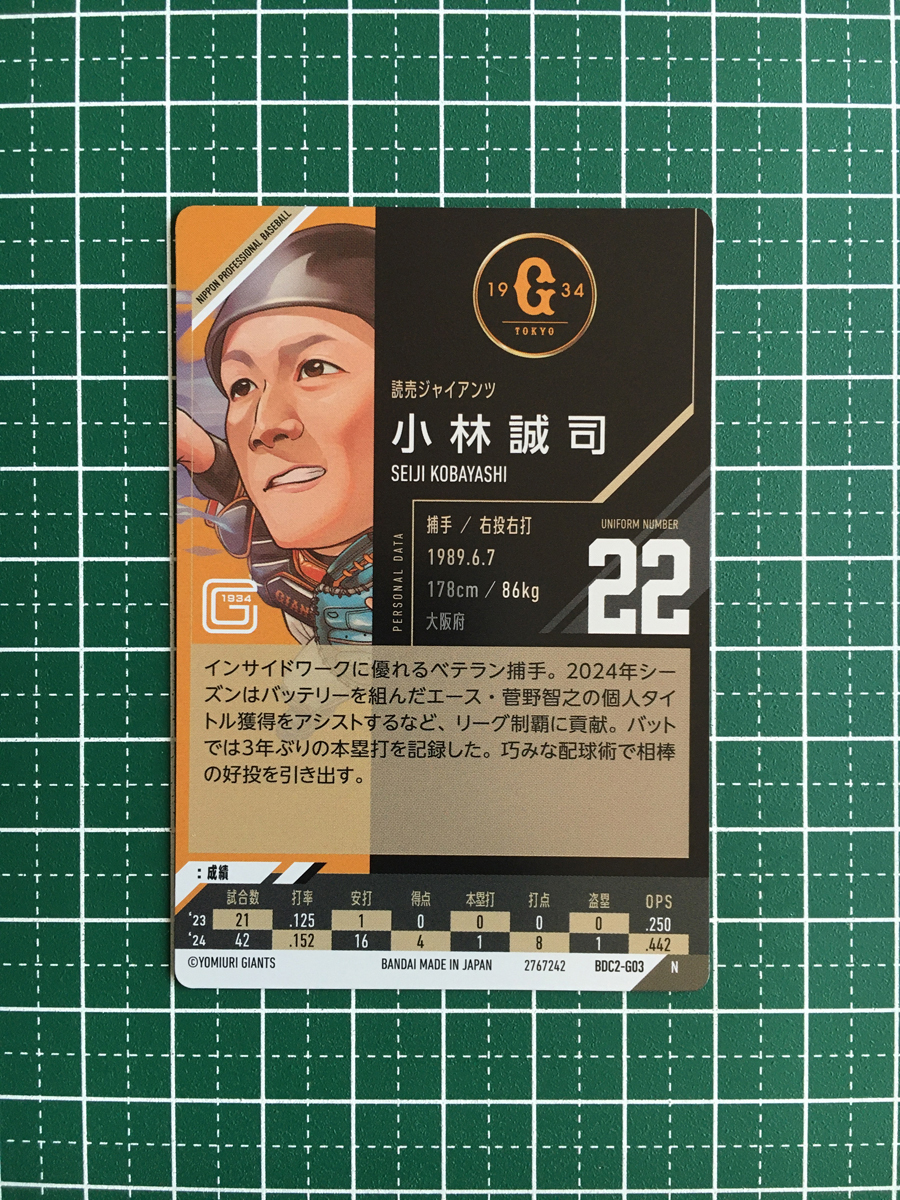 NIPPON PROFESSIONAL BASEBALL
19 G 34
TOKYO
読売ジャイアンツ
小林誠司
SEIJI KOBAYASHI
PERSONAL DATA
捕手 / 右投右打
1989.6.7
178cm / 86kg
大阪府
UNIFORM NUMBER
22
1934
G
GIAN
インサイドワークに優れるベテラン捕手。2024年シー
ズンはバッテリーを組んだエース・菅野智之の個人タイ
トル獲得をアシストするなど、リーグ制覇に貢献。バット
では3年ぶりの本塁打を記録した。巧みな配球術で相棒
の好投を引き出す。
:成績
試合数 打率 安打 得点 本塁打 打点 盗塁 OPS
'23 21 .125 1 0 0 0 0 .250
'24 42 .152 16 4 1 8 1 .442
©YOMIURI GIANTS BANDAI MADE IN JAPAN 2767242 BDC2-G03 N